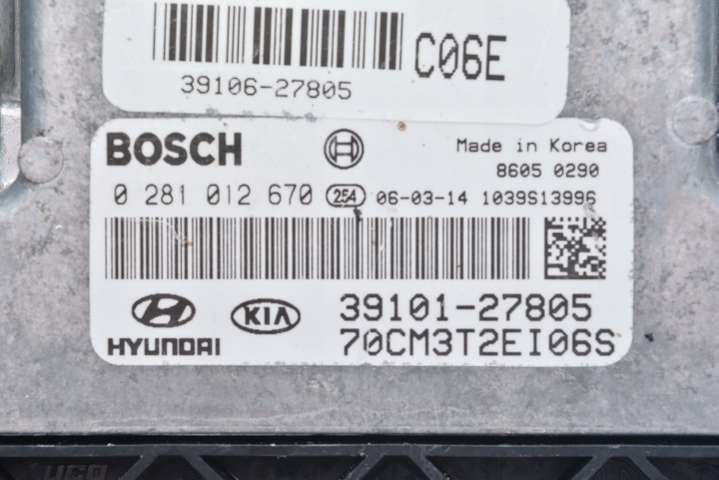 39106-27805
C06E
BOSCH
Made in Korea
8605 0290
0 281 012 670 254 06-03-14 1039S13996
HYUNDAI
KIA
39101-27805
70CM3T2EI06S